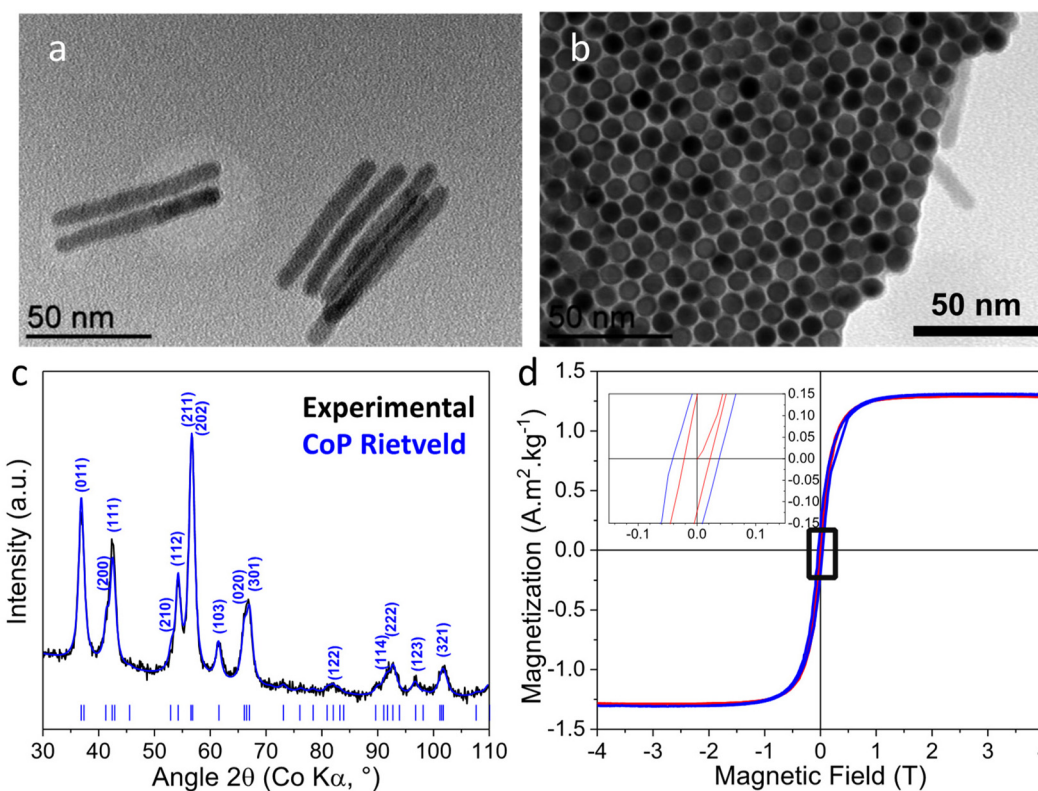 a
50 nm
b
50 nm
50 nm
c
Experimental
CoP Rietveld
(011)
(200)
(111)
(210)
(112)
(211)
(202)
(103)
(020)
(301)
(122)
(114)
(222)
(123)
(321)
Intensity (a.u.)
30 40 50 60 70 80 90 100 110
Angle 2θ (Co Kα, °)
d
1.5
1.0
0.5
0.0
-0.5
-1.0
-1.5
Magnetization (A.m².kg⁻¹)
0.15
0.10
0.05
0.00
-0.05
-0.10
-0.15
-0.1 0.0 0.1
-4 -3 -2 -1 0 1 2 3 4
Magnetic Field (T)